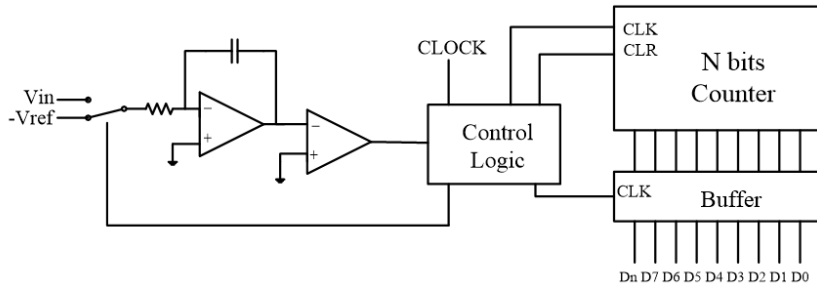 CLOCK
CLK
CLR
N bits
Counter
Vin
-Vref
−
+
−
+
Control
Logic
CLK
Buffer
Dn D7 D6 D5 D4 D3 D2 D1 D0